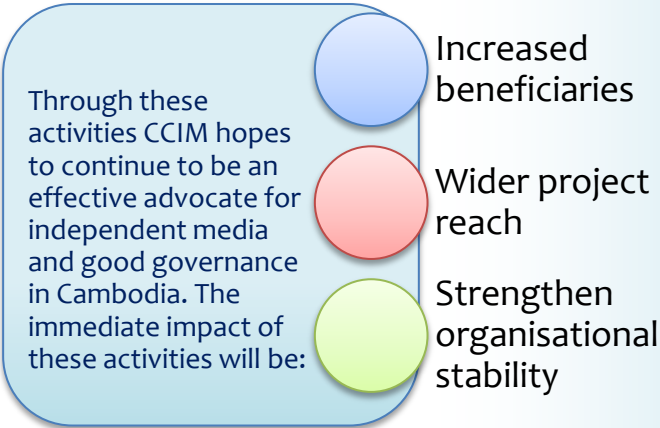 Through these
activities CCIM hopes
to continue to be an
effective advocate for
independent media
and good governance
in Cambodia. The
immediate impact of
these activities will be:
Increased
beneficiaries
Wider project
reach
Strengthen
organisational
stability